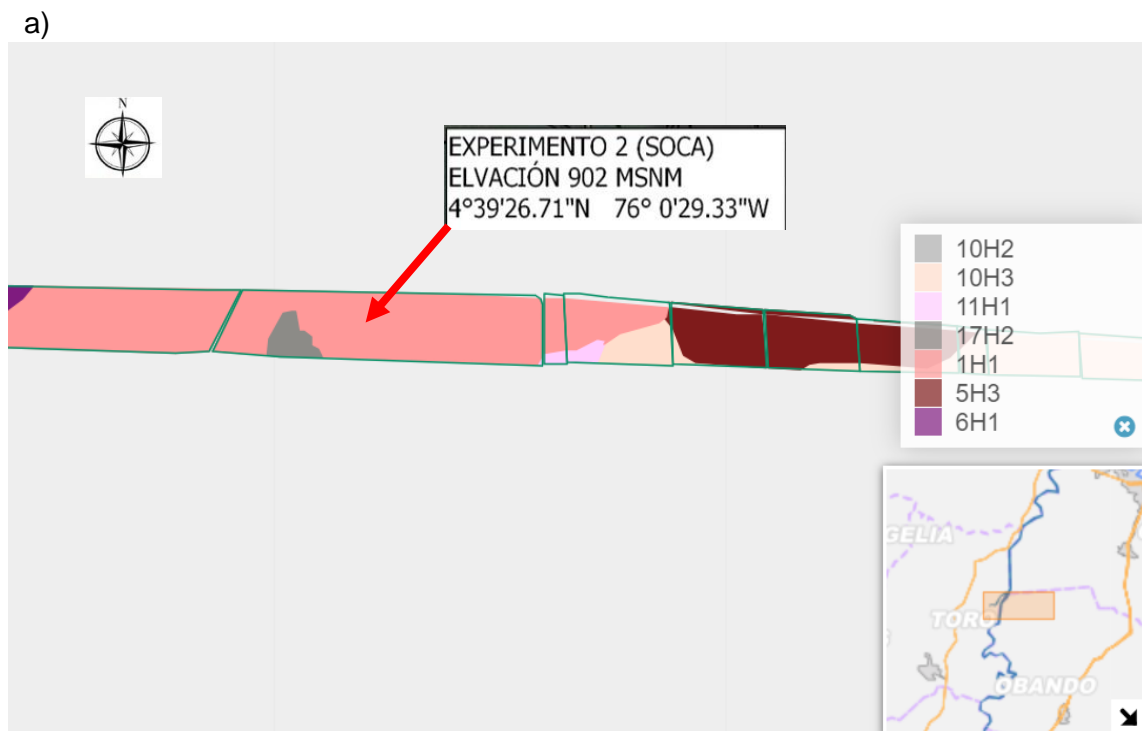 a)
N
EXPERIMENTO 2 (SOCA)
ELVACIÓN 902 MSNM
4°39'26.71"N 76° 0'29.33"W
10H2
10H3
11H1
17H2
1H1
5H3
6H1
GELIA
TORO
OBANDO